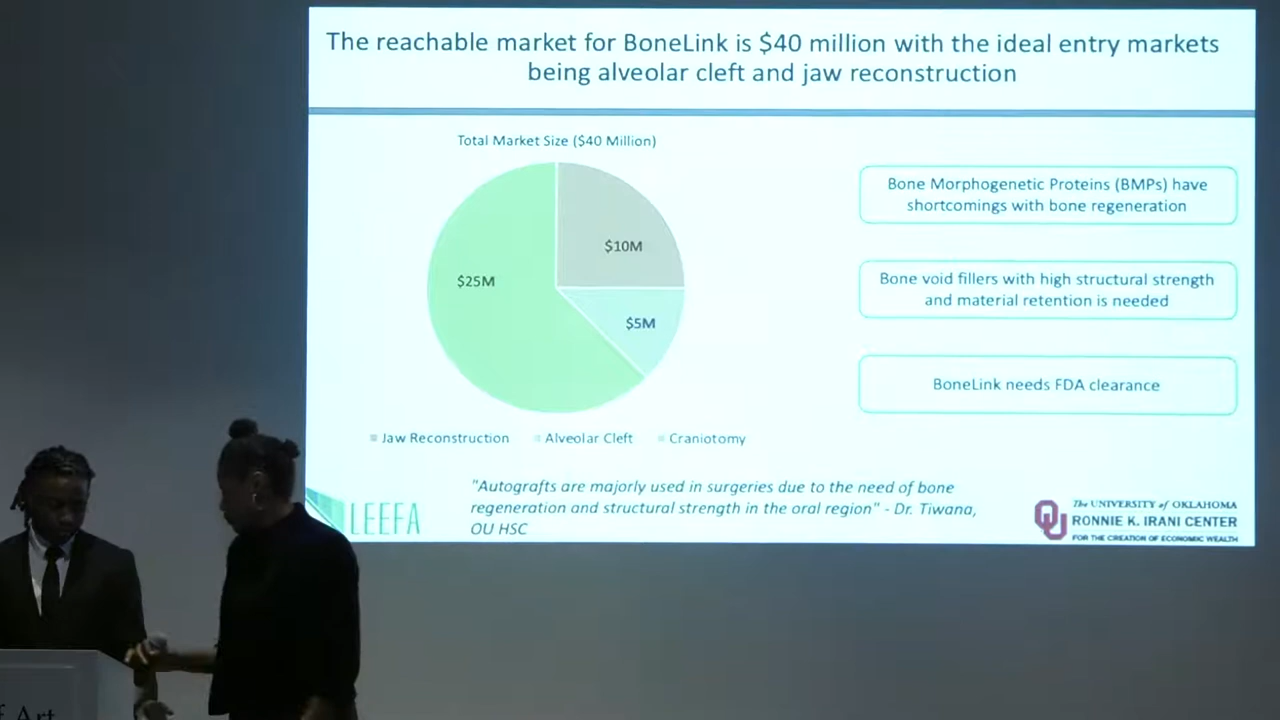 The reachable market for BoneLink is $40 million with the ideal entry markets
being alveolar cleft and jaw reconstruction
Total Market Size ($40 Million)
$10M
$25M
$5M
Jaw Reconstruction
Alveolar Cleft
Craniotomy
Bone Morphogenetic Proteins (BMPs) have
shortcomings with bone regeneration
Bone void fillers with high structural strength
and material retention is needed
BoneLink needs FDA clearance
"Autografts are majorly used in surgeries due to the need of bone
regeneration and structural strength in the oral region" - Dr. Tiwana,
OU HSC
LEEFA
The UNIVERSITY of OKLAHOMA
RONNIE K. IRANI CENTER
FOR THE CREATION OF ECONOMIC WEALTH
f Art